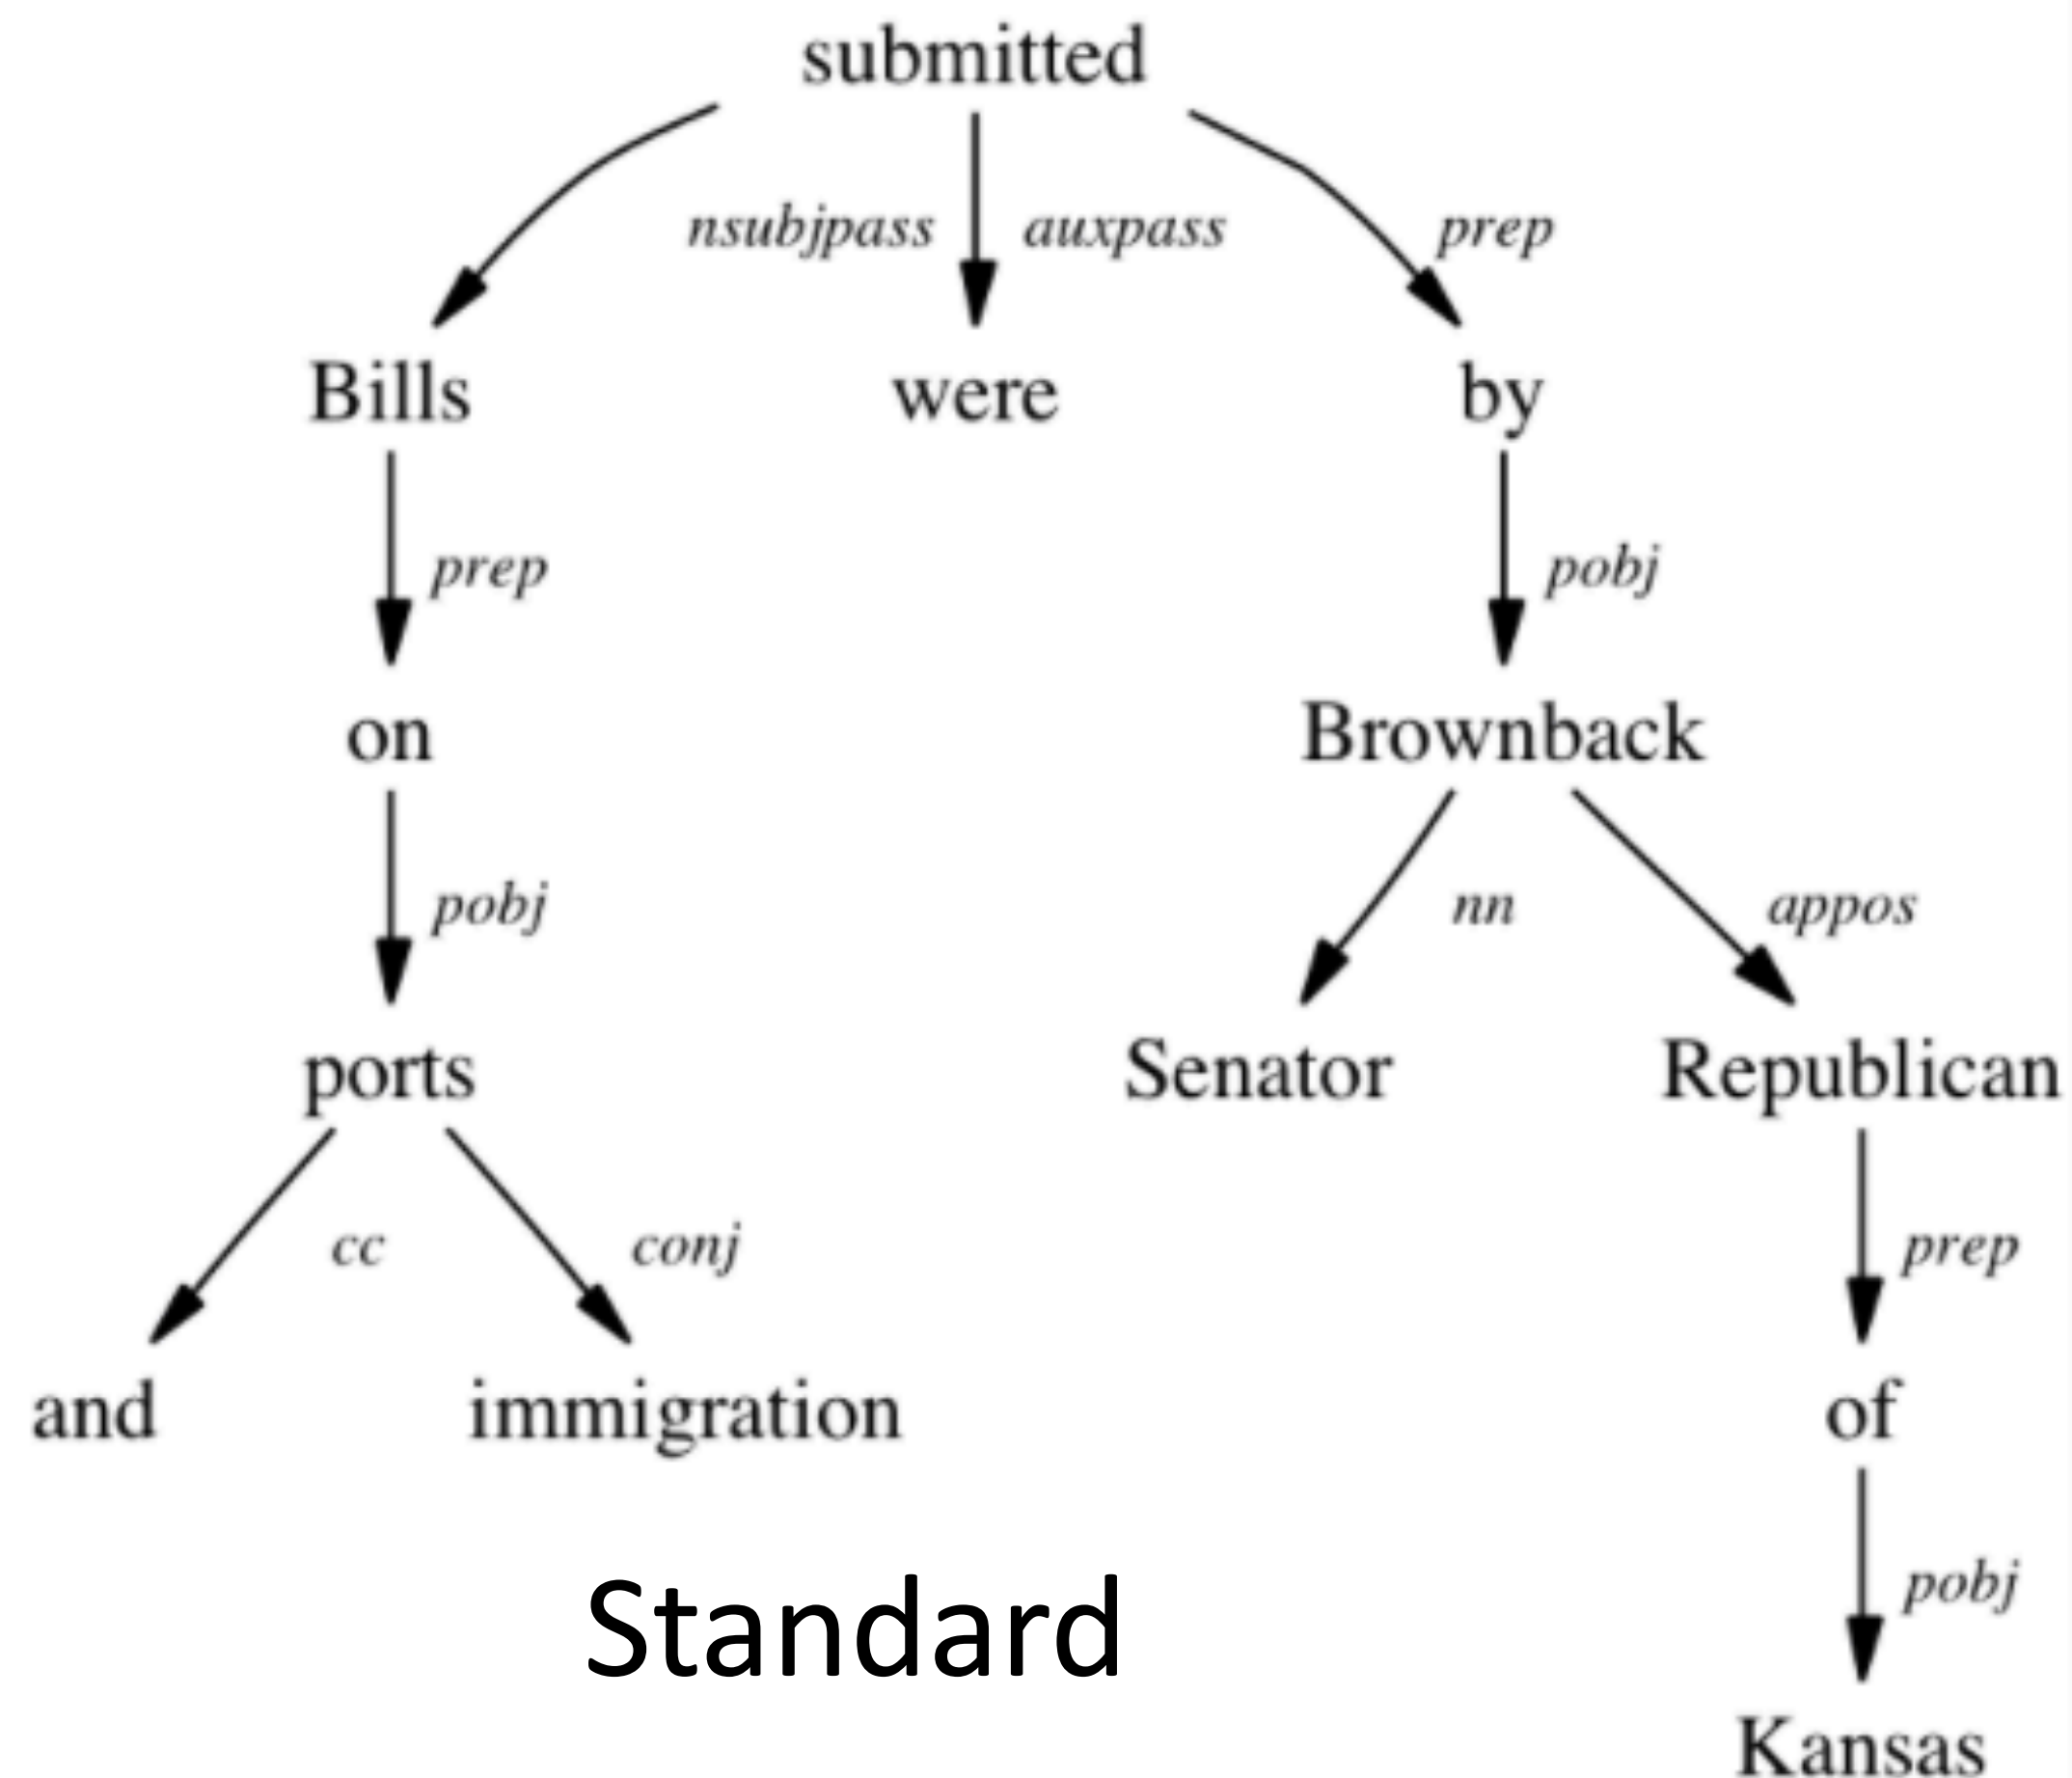 submitted
nsubjpass auxpass prep
Bills were by
prep pobj
on Brownback
pobj nn appos
ports Senator Republican
cc conj prep
and immigration of
Standard pobj
Kansas